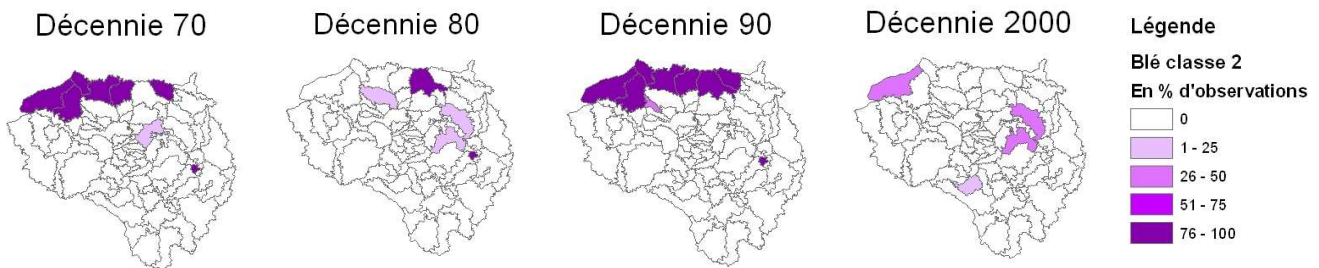 Décennie 70
Décennie 80
Décennie 90
Décennie 2000
Légende
Blé classe 2
En % d'observations
0
1 - 25
26 - 50
51 - 75
76 - 100